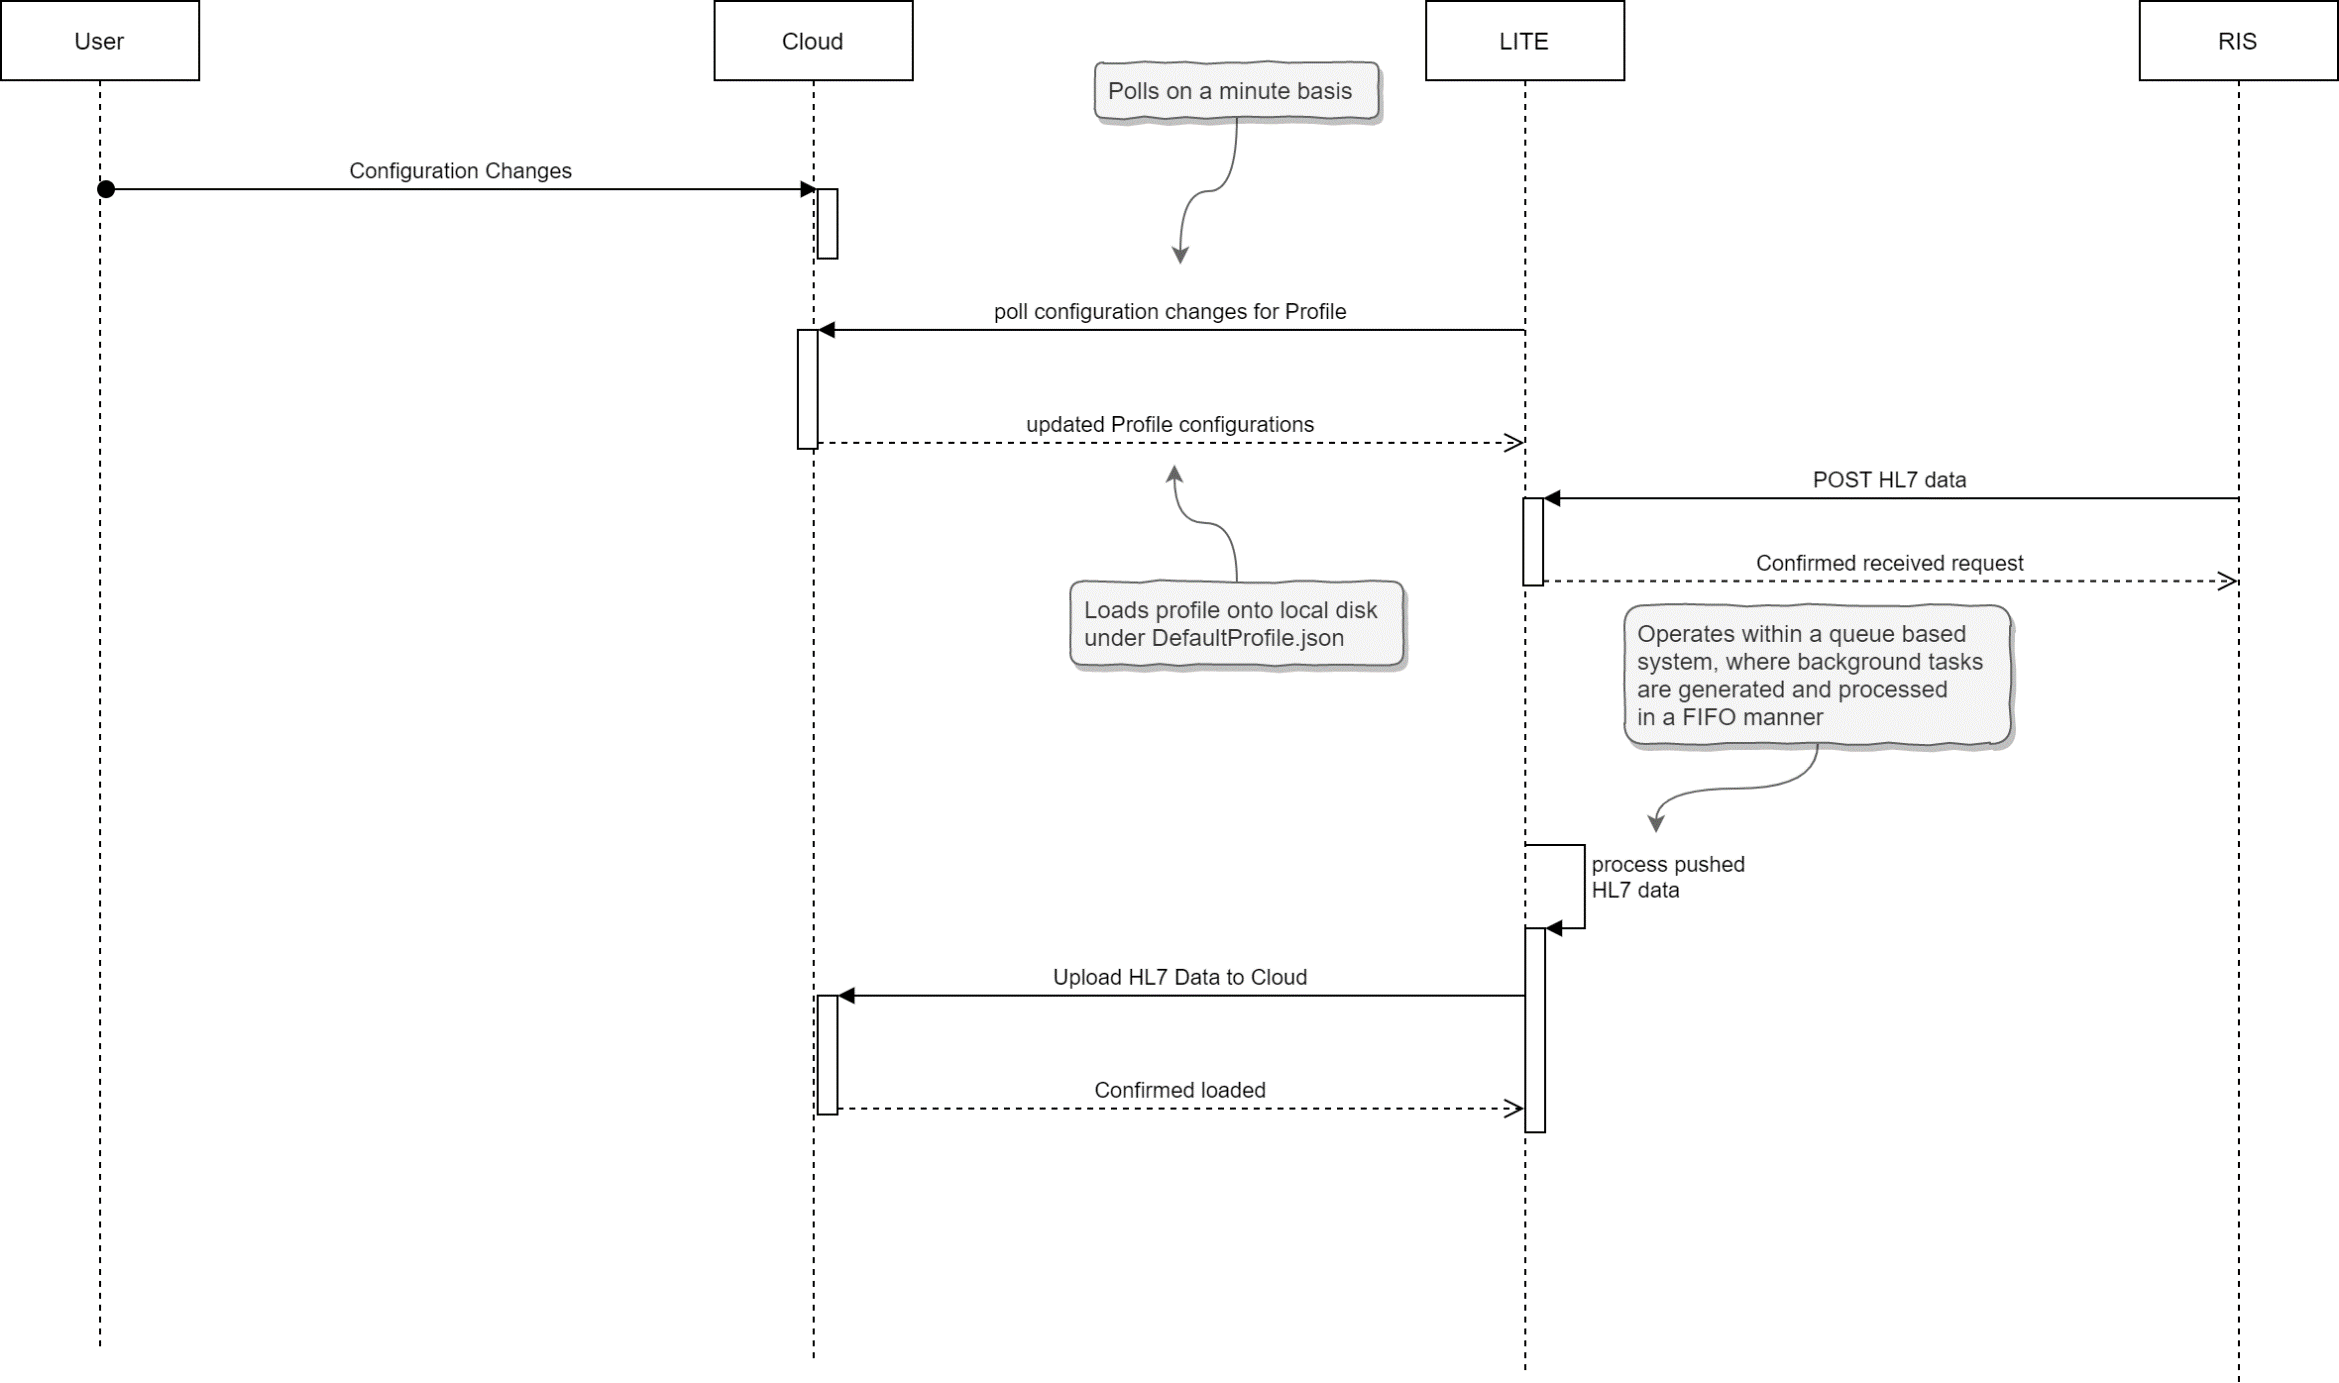 User
Cloud
LITE
RIS
Polls on a minute basis
Configuration Changes
poll configuration changes for Profile
updated Profile configurations
POST HL7 data
Confirmed received request
Loads profile onto local disk
under DefaultProfile.json
Operates within a queue based
system, where background tasks
are generated and processed
in a FIFO manner
process pushed
HL7 data
Upload HL7 Data to Cloud
Confirmed loaded